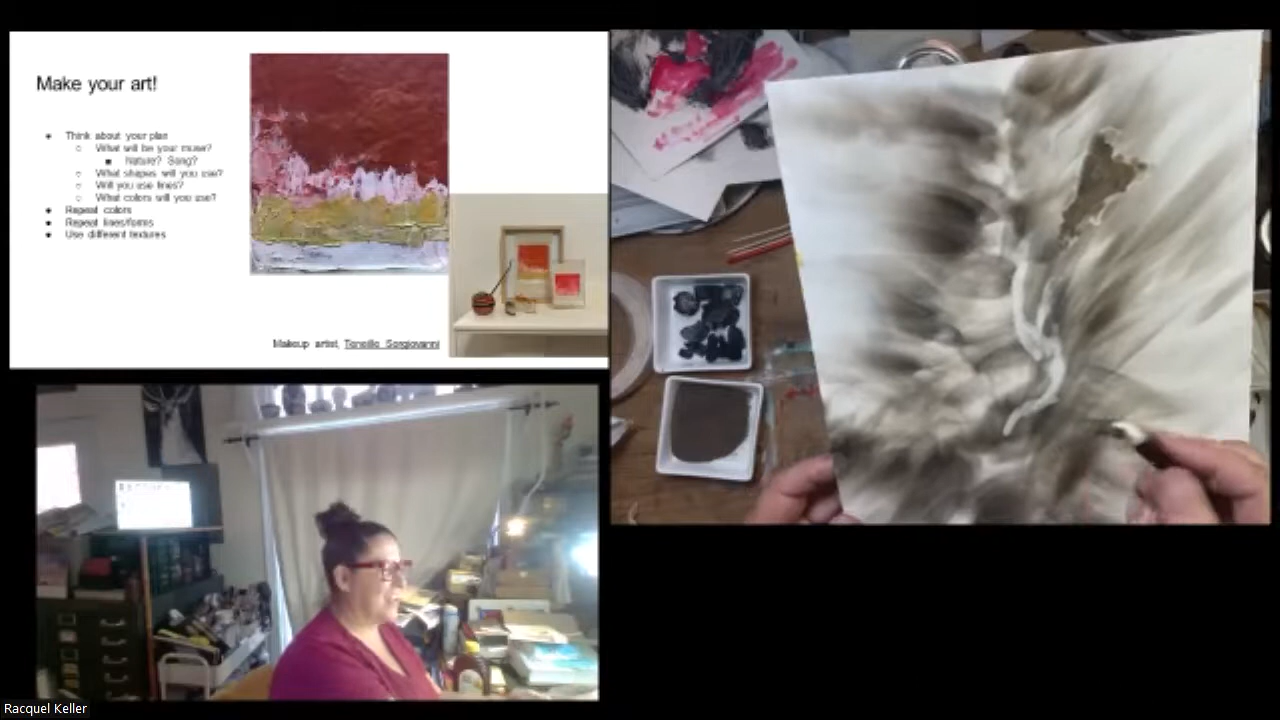 Make your art!
● Think about your plan
○ What will be your muse?
■ Nature? Song?
○ What shapes will you use?
○ Will you use lines?
○ What colors will you use?
● Repeat colors
● Repeat lines/forms
● Use different textures
Makeup artist, Teneille Sorgiovanni
Racquel Keller